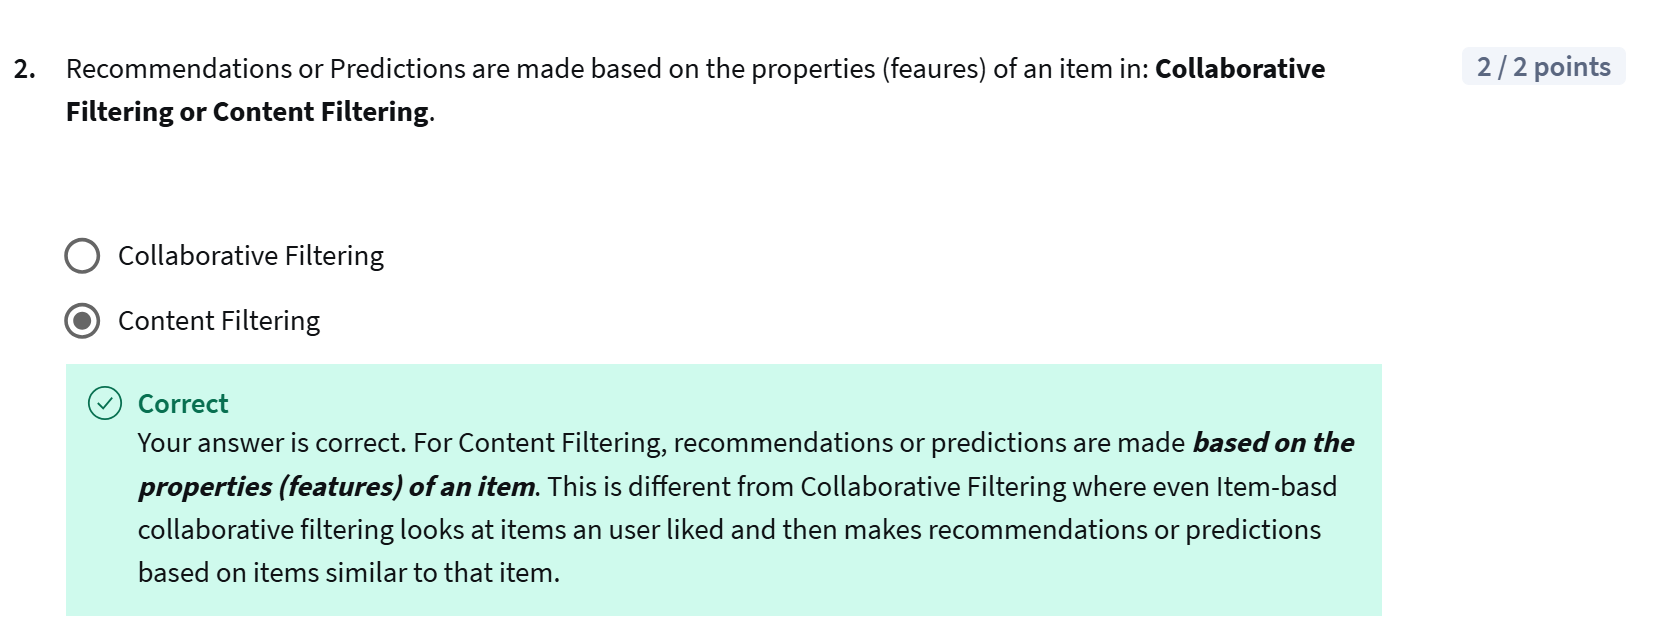 2. Recommendations or Predictions are made based on the properties (feaures) of an item in: Collaborative
Filtering or Content Filtering.
2 / 2 points
Collaborative Filtering
Content Filtering
Correct
Your answer is correct. For Content Filtering, recommendations or predictions are made based on the
properties (features) of an item. This is different from Collaborative Filtering where even Item-basd
collaborative filtering looks at items an user liked and then makes recommendations or predictions
based on items similar to that item.